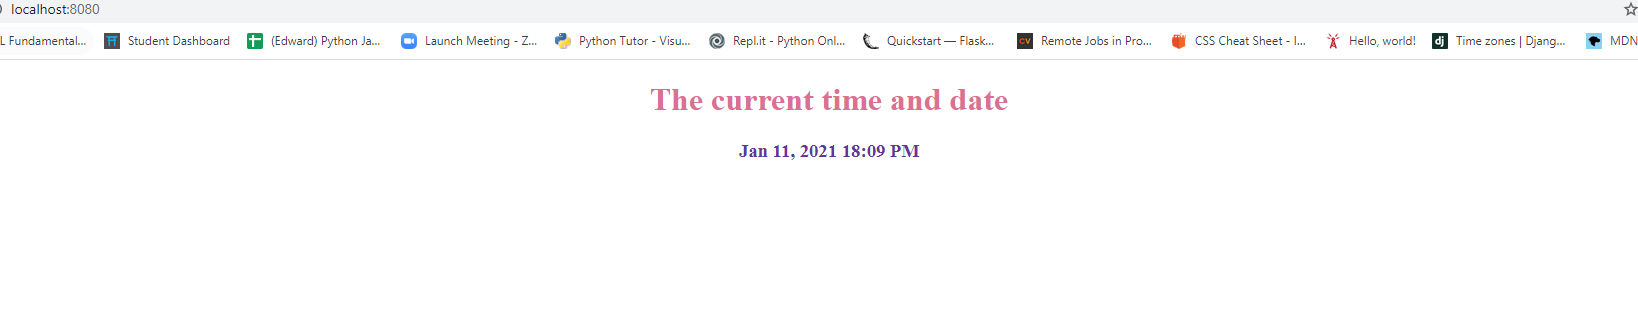 localhost:8080
L Fundamental... Student Dashboard (Edward) Python Ja... Launch Meeting - Z... Python Tutor - Visu... Repl.it - Python Onl... Quickstart — Flask... CV Remote Jobs in Pro... CSS Cheat Sheet - I... Hello, world! dj Time zones | Djang... MDN
The current time and date
Jan 11, 2021 18:09 PM